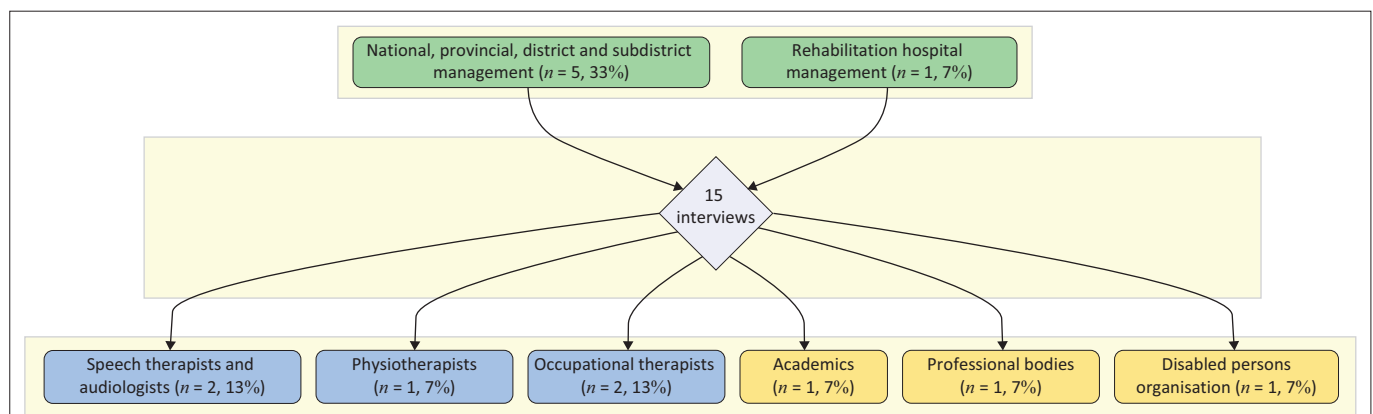 National, provincial, district and subdistrict
management (n = 5, 33%)
Rehabilitation hospital
management (n = 1, 7%)
15
interviews
Speech therapists and
audiologists (n = 2, 13%)
Physiotherapists
(n = 1, 7%)
Occupational therapists
(n = 2, 13%)
Academics
(n = 1, 7%)
Professional bodies
(n = 1, 7%)
Disabled persons
organisation (n = 1, 7%)